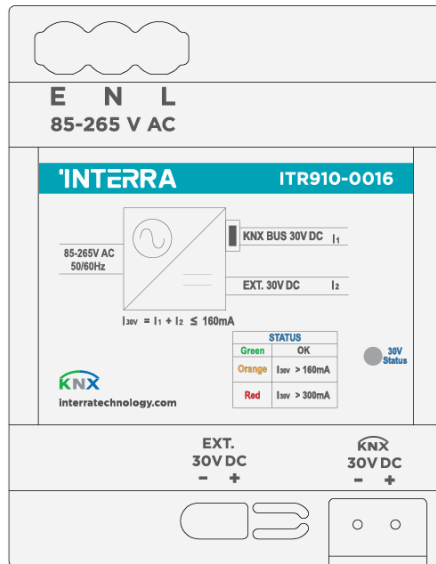 E N L
85-265 V AC
INTERRA ITR910-0016
KNX BUS 30V DC I1
85-265V AC
50/60Hz
EXT. 30V DC I2
I30V = I1 + I2 ≤ 160mA
STATUS
Green OK
Orange I30V > 160mA
Red I30V > 300mA
30V
Status
KNX
interratechnology.com
EXT.
30V DC
- +
KNX
30V DC
- +